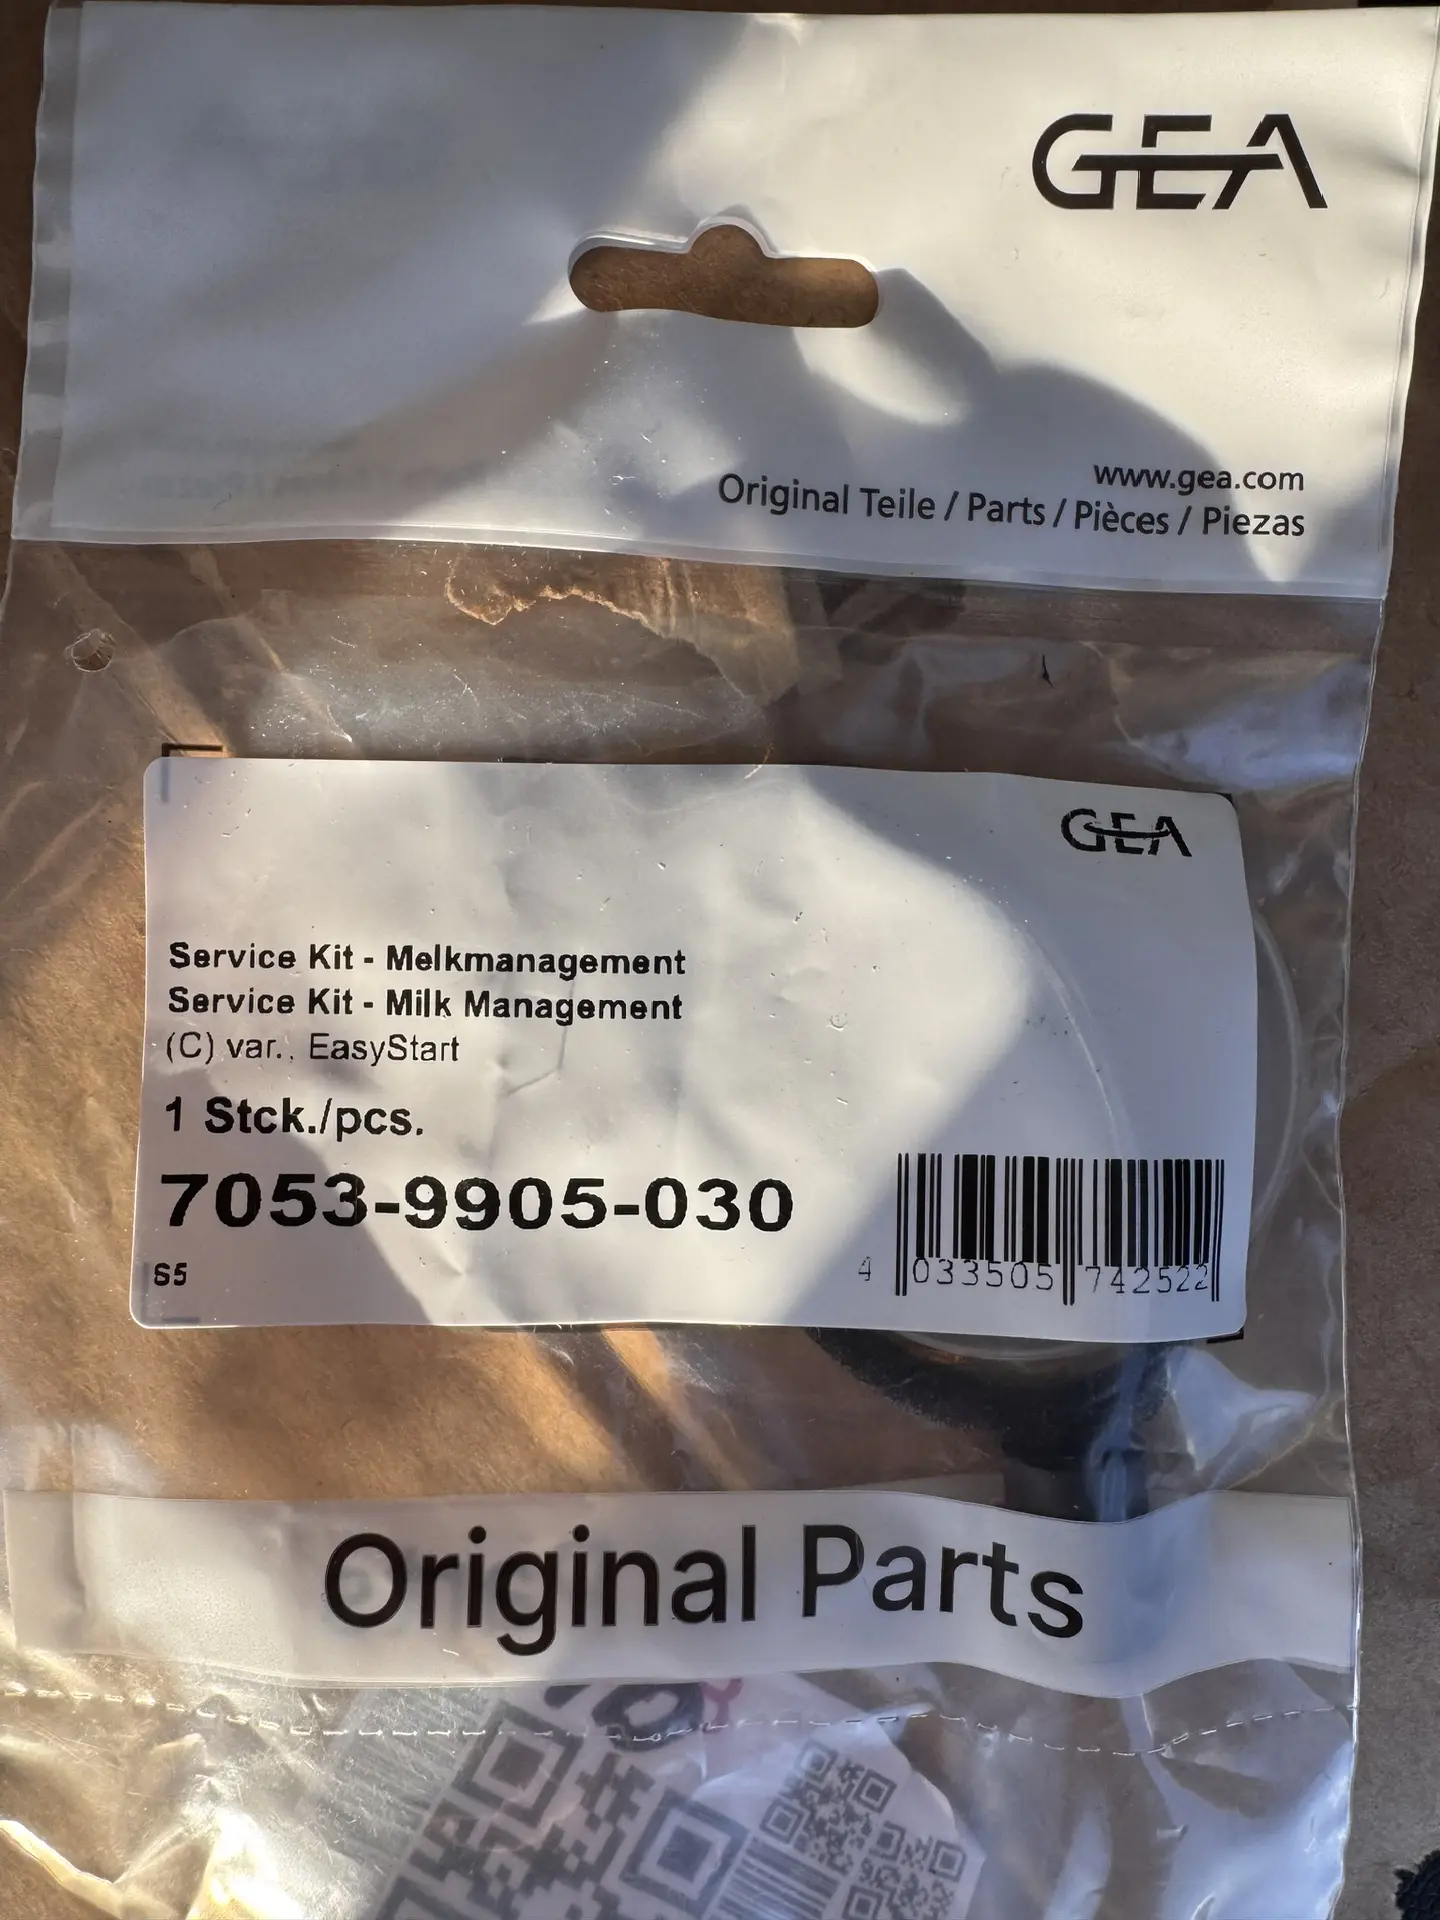 GEA
www.gea.com
Original Teile / Parts / Pièces / Piezas
GEA
Service Kit - Melkmanagement
Service Kit - Milk Management
(C) var., EasyStart
1 Stck./pcs.
7053-9905-030
S5
4 033505 742522
Original Parts